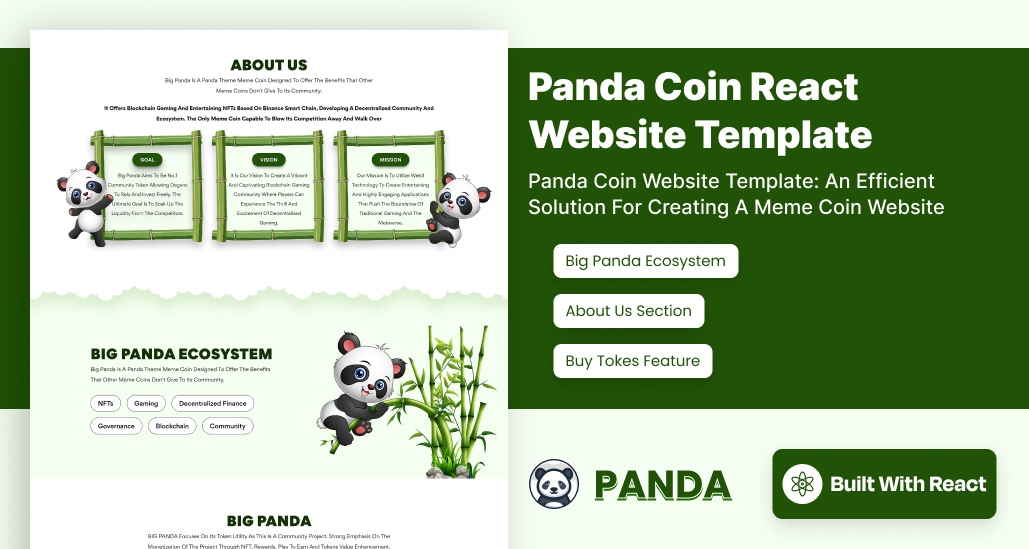 ABOUT US
Big Panda Is A Panda Theme Meme Coin Designed To Offer The Benefits That Other
Meme Coins Don't Give To Its Community.
It Offers Blockchain Gaming And Entertaining NFTs Based On Binance Smart Chain, Developing A Decentralized Community And
Ecosystem. The Only Meme Coin Capable To Blow Its Competition Away And Walk Over
GOAL
Big Panda Aims To Be No.1
Community Token Allowing Degens
To Rely And Invest Freely. The
Ultimate Goal Is To Soak Up The
Liquidity From The Competitors.
VISION
It Is Our Vision To Create A Vibrant
And Captivating Blockchain Gaming
Community Where Players Can
Experience The Thrill And
Excitement Of Decentralized
Gaming.
MISSION
Our Mission Is To Utilize Web3
Technology To Create Entertaining
And Highly Engaging Applications
That Push The Boundaries Of
Traditional Gaming And The
Metaverse.
BIG PANDA ECOSYSTEM
Big Panda Is A Panda Theme Meme Coin Designed To Offer The Benefits
That Other Meme Coins Don't Give To Its Community.
NFTs
Gaming
Decentralized Finance
Governance
Blockchain
Community
BIG PANDA
BIG PANDA Focuses On Its Token Utility As This Is A Community Project. Strong Emphasis On The
Monetization Of The Project Through NFT, Rewards, Play To Earn And Tokens Value Enhancement.
Panda Coin React
Website Template
Panda Coin Website Template: An Efficient
Solution For Creating A Meme Coin Website
Big Panda Ecosystem
About Us Section
Buy Tokes Feature
PANDA
Built With React